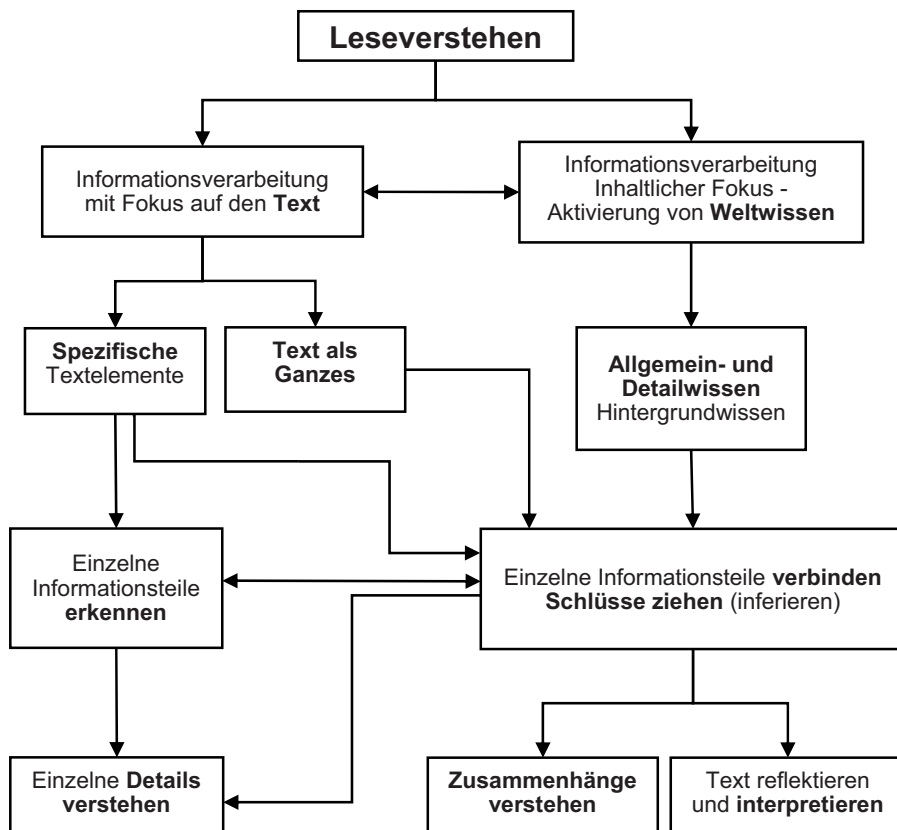 Leseverstehen
Informationsverarbeitung
mit Fokus auf den Text
Informationsverarbeitung
Inhaltlicher Fokus -
Aktivierung von Weltwissen
Spezifische
Textelemente
Text als
Ganzes
Allgemein- und
Detailwissen
Hintergrundwissen
Einzelne
Informationsteile
erkennen
Einzelne Informationsteile verbinden
Schlüsse ziehen (inferieren)
Einzelne Details
verstehen
Zusammenhänge
verstehen
Text reflektieren
und interpretieren